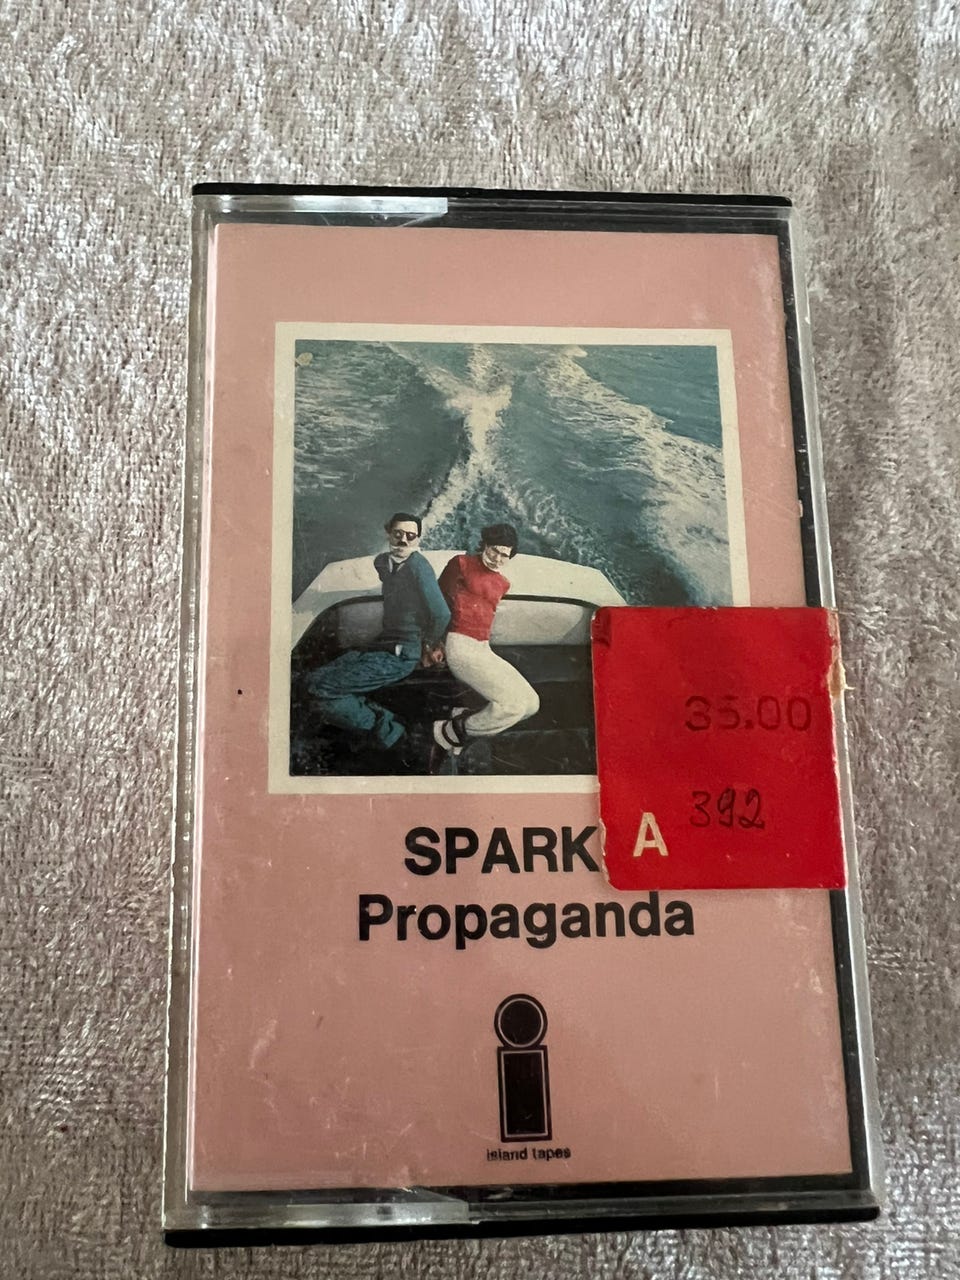 35.00
392
A
SPARK
Propaganda
island tapes